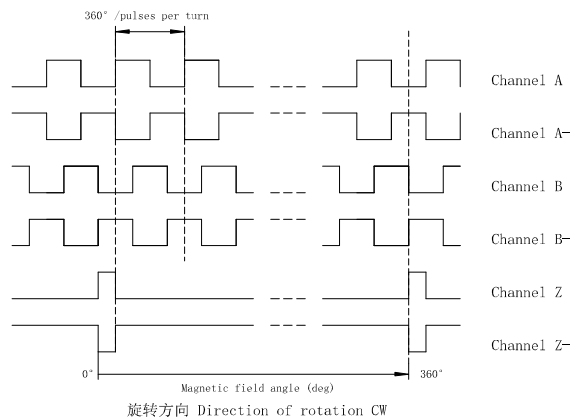 360° /pulses per turn
Channel A
Channel A-
Channel B
Channel B-
Channel Z
Channel Z-
0°
360°
Magnetic field angle (deg)
旋转方向 Direction of rotation CW